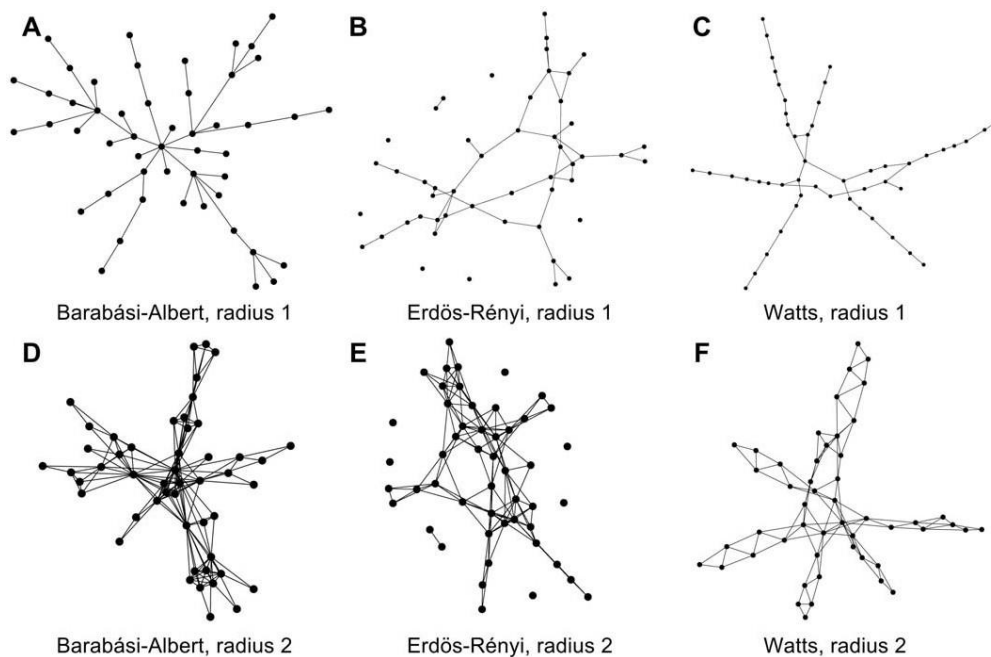 A
B
C
Barabási-Albert, radius 1
Erdös-Rényi, radius 1
Watts, radius 1
D
E
F
Barabási-Albert, radius 2
Erdös-Rényi, radius 2
Watts, radius 2